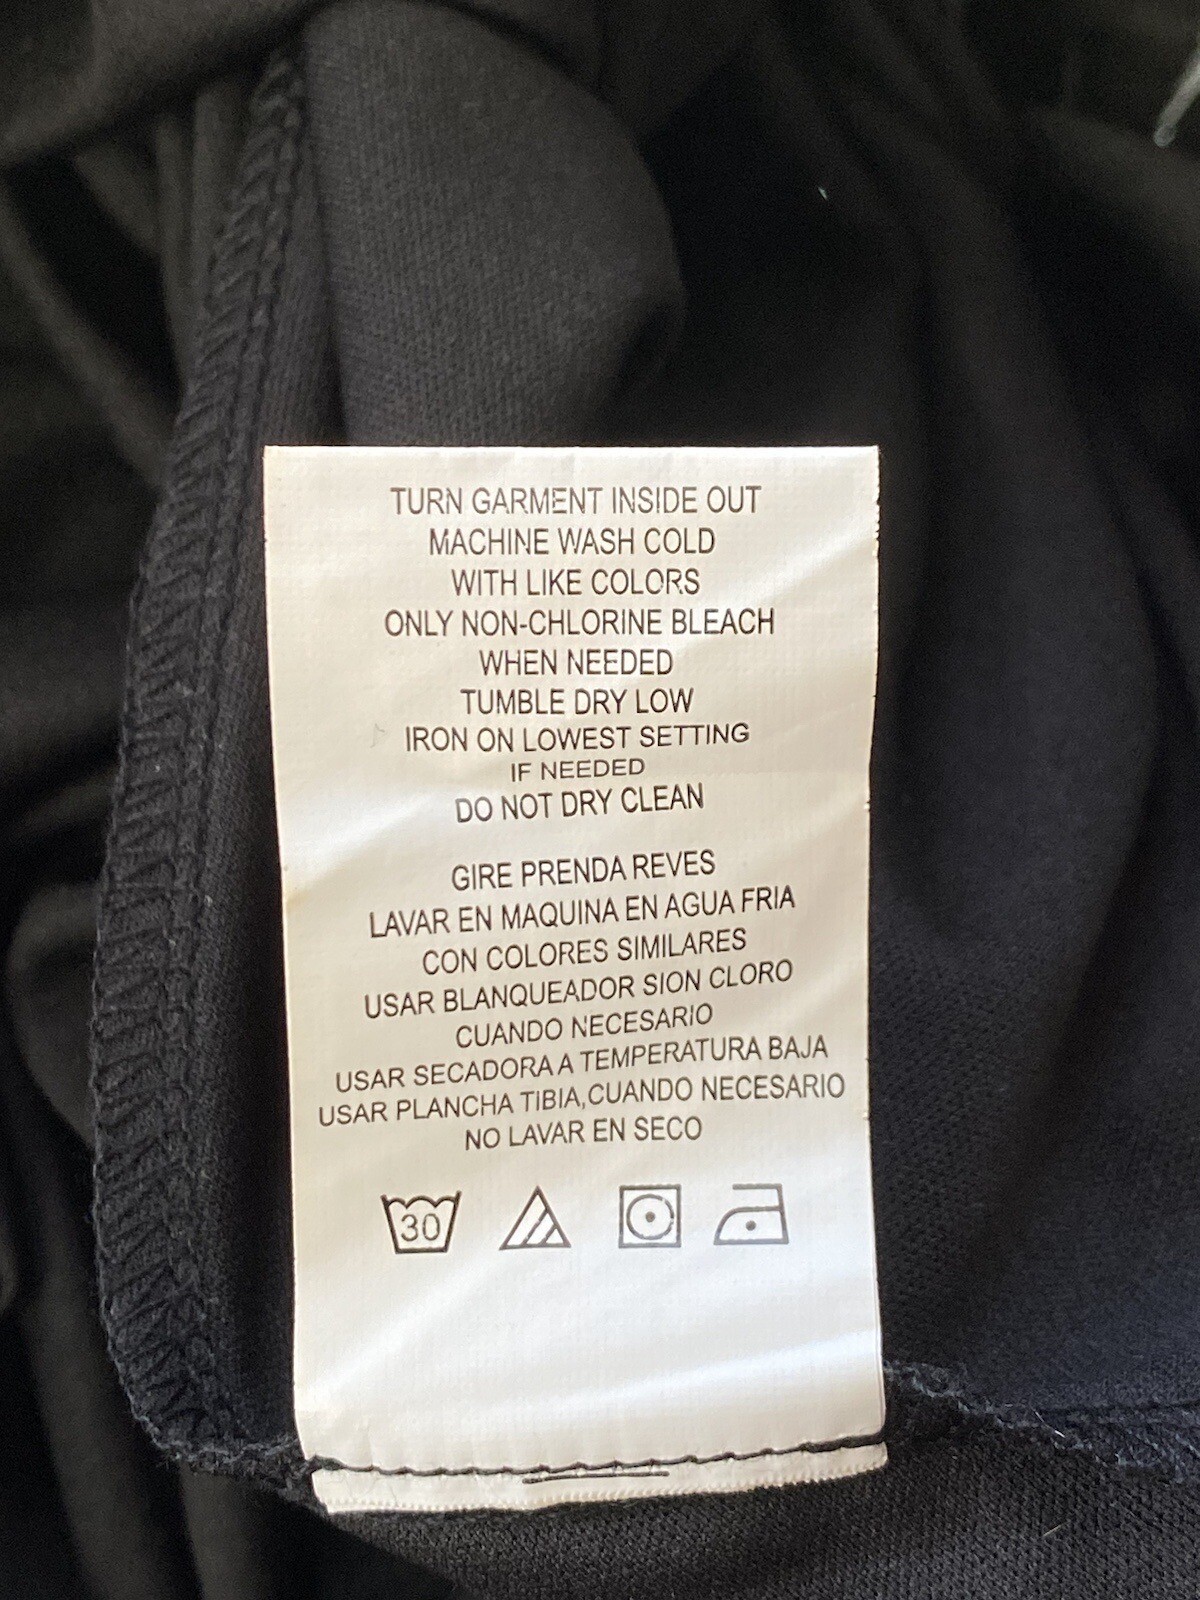 TURN GARMENT INSIDE OUT
MACHINE WASH COLD
WITH LIKE COLORS
ONLY NON-CHLORINE BLEACH
WHEN NEEDED
TUMBLE DRY LOW
IRON ON LOWEST SETTING
IF NEEDED
DO NOT DRY CLEAN
GIRE PRENDA REVES
LAVAR EN MAQUINA EN AGUA FRIA
CON COLORES SIMILARES
USAR BLANQUEADOR SION CLORO
CUANDO NECESARIO
USAR SECADORA A TEMPERATURA BAJA
USAR PLANCHA TIBIA,CUANDO NECESARIO
NO LAVAR EN SECO
30